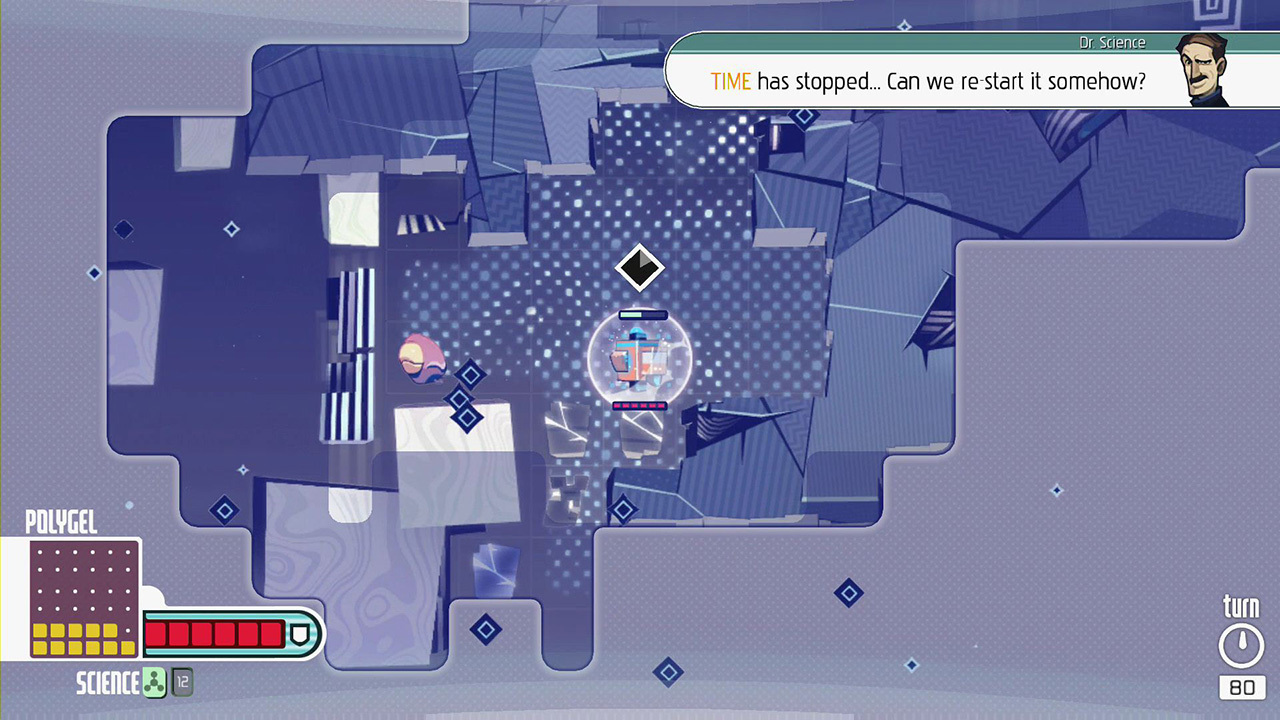 Dr. Science
TIME has stopped... Can we re-start it somehow?
POLYGEL
SCIENCE 12
turn
80